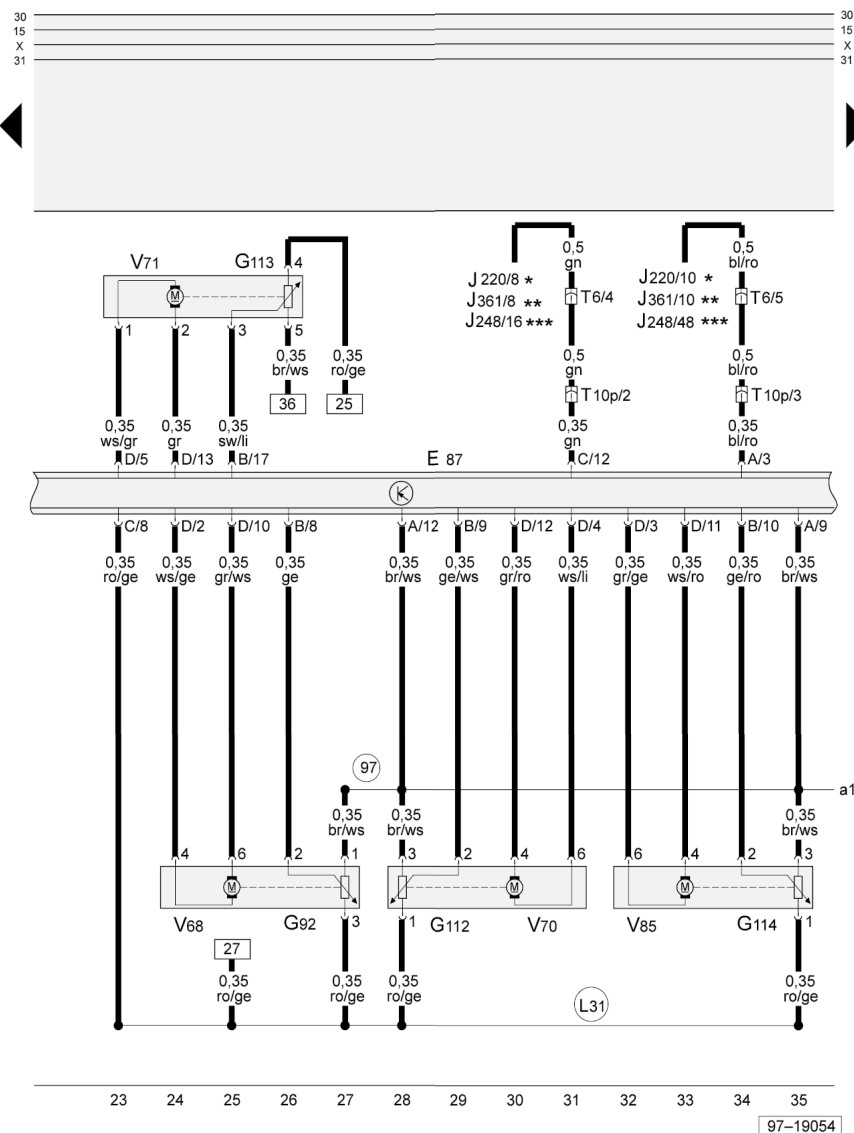 30 30
15 15
X X
31 31
V71 G113 4
M
1 2 3 5
0,35 br/ws
0,35 ro/ge
36 25
0,35 ws/gr
0,35 gr
0,35 sw/li
D/5 D/13 B/17
0,5 gn
J220/8 *
J361/8 **
J248/16 ***
T6/4
0,5 gn
T10p/2
0,35 gn
C/12
0,5 bl/ro
J220/10 *
J361/10 **
J248/48 ***
T6/5
0,5 bl/ro
T10p/3
0,35 bl/ro
A/3
E 87
C/8 D/2 D/10 B/8 A/12 B/9 D/12 D/4 D/3 D/11 B/10 A/9
0,35 0,35 0,35 0,35 0,35 0,35 0,35 0,35 0,35 0,35 0,35 0,35
ro/ge ws/ge gr/ws ge br/ws ge/ws gr/ro ws/li gr/ge ws/ro ge/ro br/ws
97
a1
0,35 0,35 0,35
br/ws br/ws br/ws
4 6 2 1 3 2 4 6 6 4 2 3
M M M
V68 G92 3 1 G112 V70 V85 G114 1
27
0,35 0,35 0,35 0,35
ro/ge ro/ge ro/ge ro/ge
L31
23 24 25 26 27 28 29 30 31 32 33 34 35
97–19054